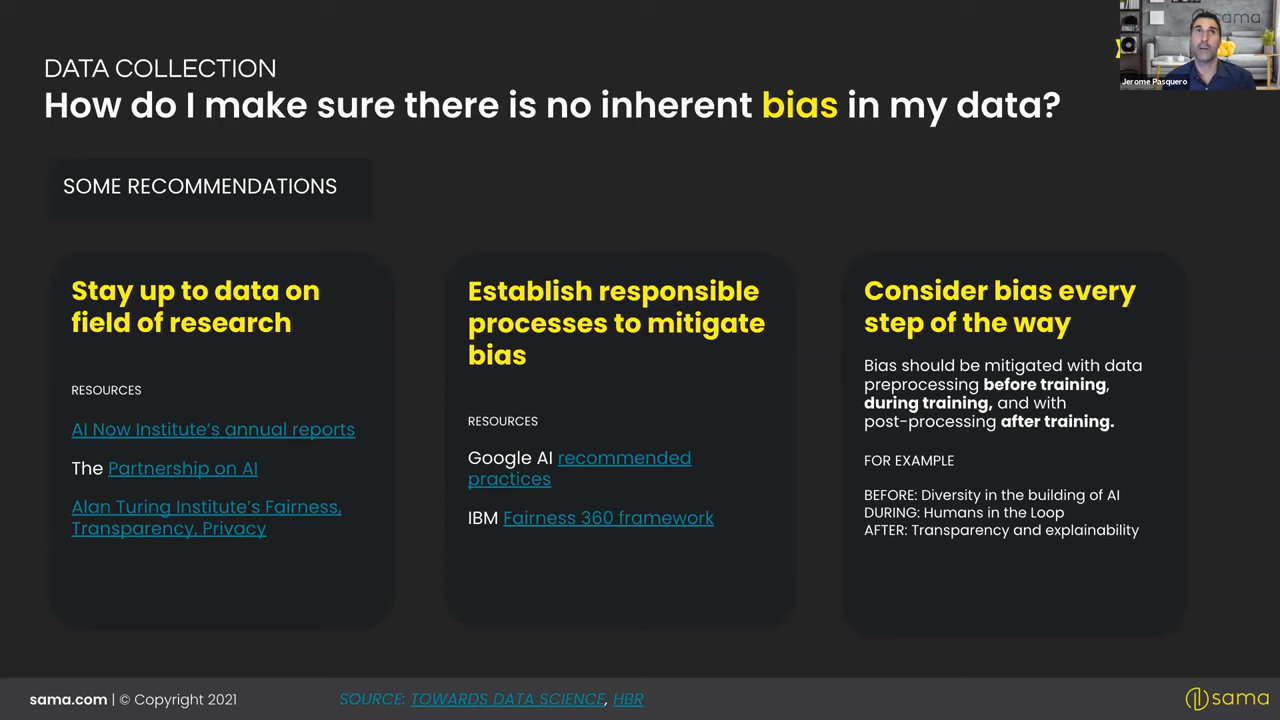 sama
Jerome Pasquero
DATA COLLECTION
How do I make sure there is no inherent bias in my data?
SOME RECOMMENDATIONS
Stay up to data on
field of research
RESOURCES
AI Now Institute's annual reports
The Partnership on AI
Alan Turing Institute's Fairness,
Transparency, Privacy
Establish responsible
processes to mitigate
bias
RESOURCES
Google AI recommended
practices
IBM Fairness 360 framework
Consider bias every
step of the way
Bias should be mitigated with data
preprocessing before training,
during training, and with
post-processing after training.
FOR EXAMPLE
BEFORE: Diversity in the building of AI
DURING: Humans in the Loop
AFTER: Transparency and explainability
sama.com | © Copyright 2021
SOURCE: TOWARDS DATA SCIENCE, HBR
sama